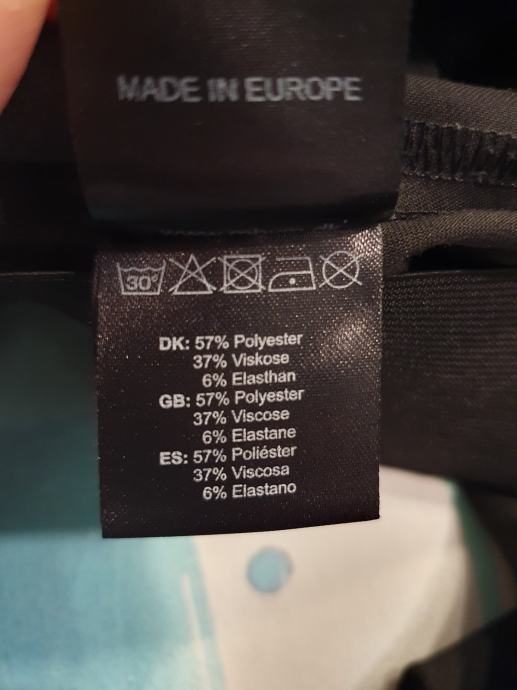 MADE IN EUROPE
30°
DK: 57% Polyester
37% Viskose
6% Elasthan
GB: 57% Polyester
37% Viscose
6% Elastane
ES: 57% Poliéster
37% Viscosa
6% Elastano